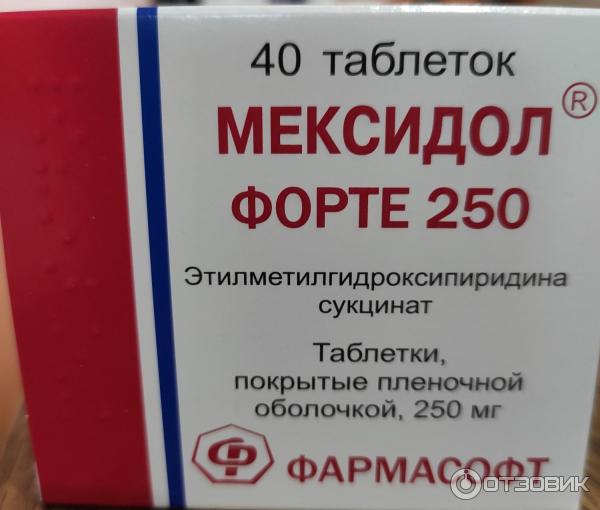 40 таблеток
МЕКСИДОЛ®
ФОРТЕ 250
Этилметилгидроксипиридина
сукцинат
Таблетки,
покрытые пленочной
оболочкой, 250 мг
ФАРМАСОФТ
ОТЗОВИК